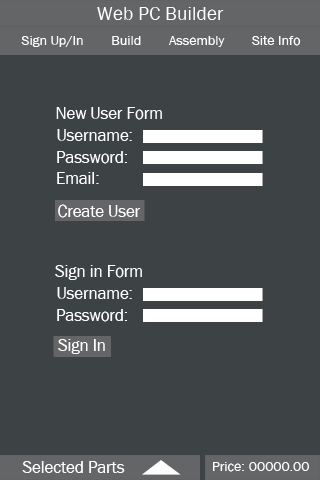 Web PC Builder
Sign Up/In Build Assembly Site Info
New User Form
Username:
Password:
Email:
Create User
Sign in Form
Username:
Password:
Sign In
Selected Parts Price: 00000.00